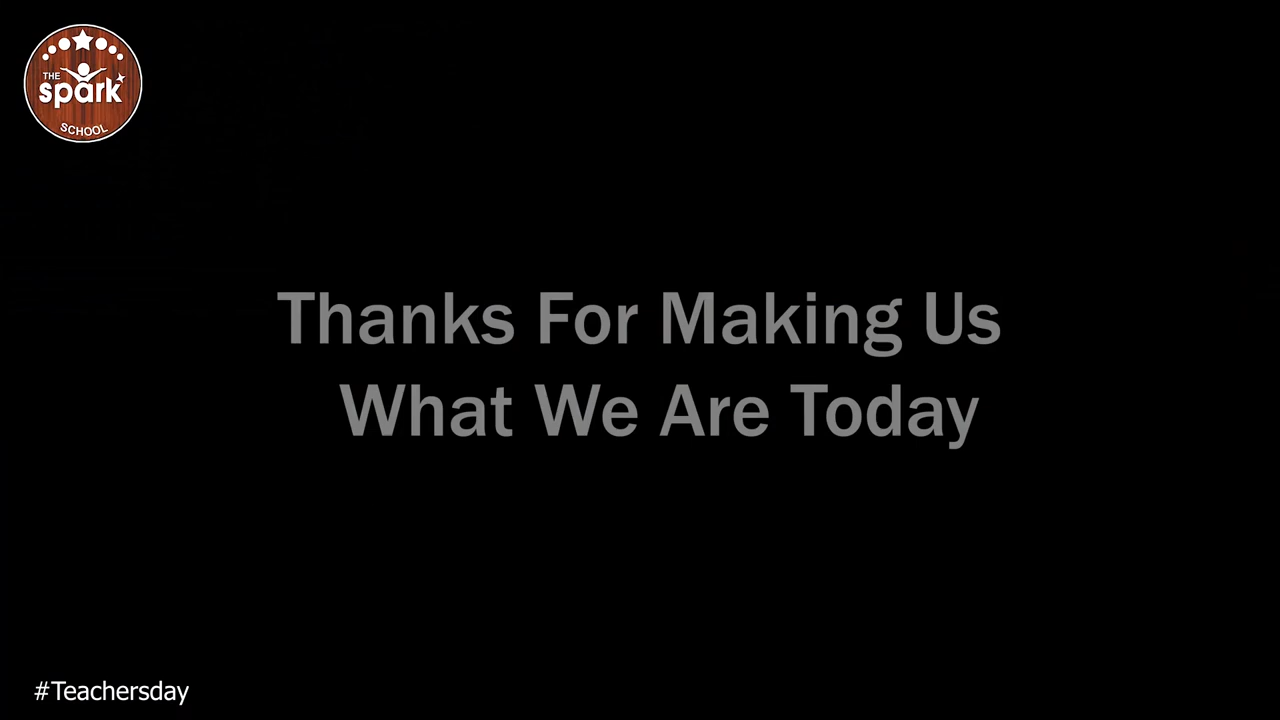 THE
spark
SCHOOL
Thanks For Making Us
What We Are Today
#Teachersday